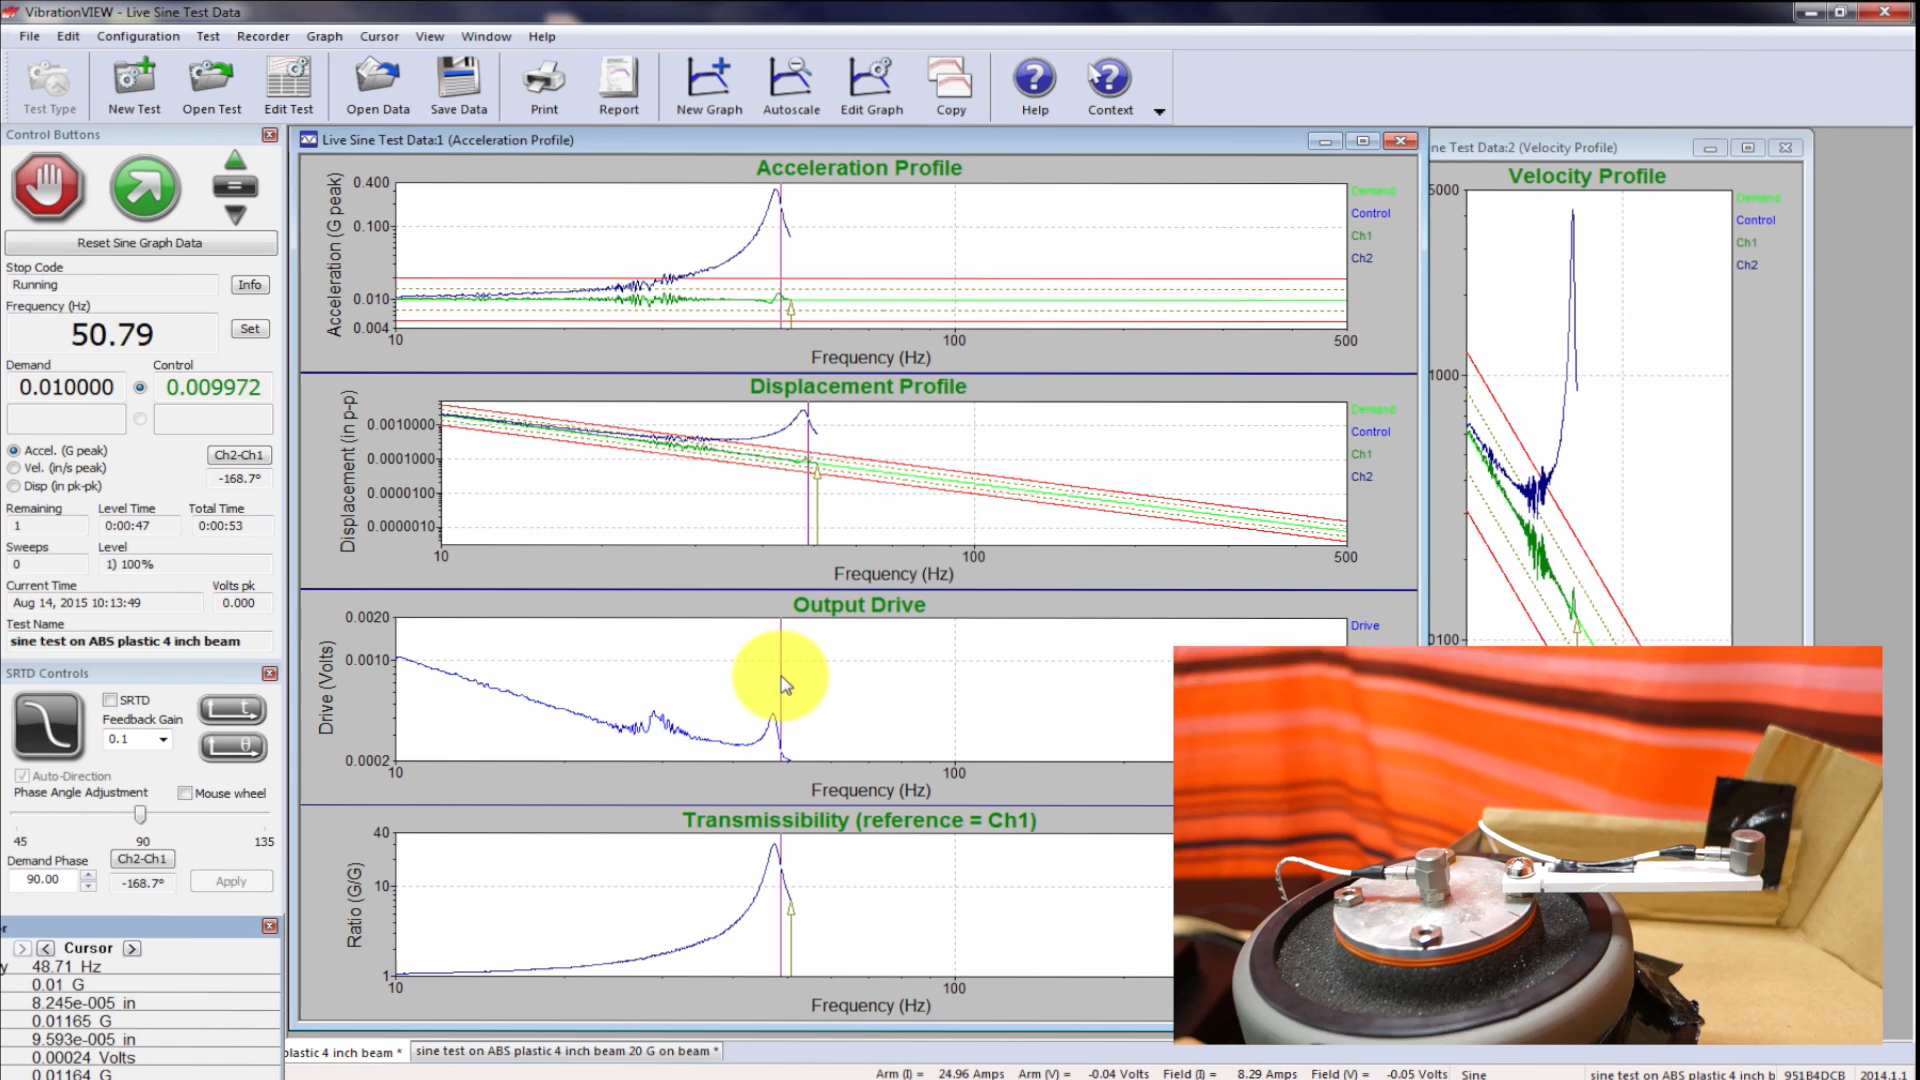 VibrationVIEW - Live Sine Test Data
File Edit Configuration Test Recorder Graph Cursor View Window Help
Test Type New Test Open Test Edit Test Open Data Save Data Print Report New Graph Autoscale Edit Graph Copy Help Context
Control Buttons
Reset Sine Graph Data
Stop Code
Running Info
Frequency (Hz)
50.79 Set
Demand Control
0.010000 0.009972
Accel. (G peak) Ch2-Ch1
Vel. (in/s peak)
-168.7°
Disp (in pk-pk)
Remaining Level Time Total Time
1 0:00:47 0:00:53
Sweeps Level
0 1) 100%
Current Time Volts pk
Aug 14, 2015 10:13:49 0.000
Test Name
sine test on ABS plastic 4 inch beam
SRTD Controls
SRTD
Feedback Gain
0.1
t
θ
Auto-Direction
Phase Angle Adjustment Mouse wheel
45 90 135
Demand Phase Ch2-Ch1
90.00 -168.7° Apply
r
< Cursor >
y 48.71 Hz
0.01 G
8.245e-005 in
0.01165 G
9.593e-005 in
0.00024 Volts
0.01164 G
Live Sine Test Data:1 (Acceleration Profile)
Acceleration Profile
Acceleration (G peak)
0.400
0.100
0.010
0.004
10 100 500
Frequency (Hz)
Demand
Control
Ch1
Ch2
Displacement Profile
Displacement (in p-p)
0.0010000
0.0001000
0.0000100
0.0000010
10 100 500
Frequency (Hz)
Demand
Control
Ch1
Ch2
Output Drive
Drive (Volts)
0.0020
0.0010
0.0002
10 100
Frequency (Hz)
Drive
Transmissibility (reference = Ch1)
Ratio (G/G)
40
10
1
10 100
Frequency (Hz)
ne Test Data:2 (Velocity Profile)
Velocity Profile
5000
1000
0100
Demand
Control
Ch1
Ch2
plastic 4 inch beam * sine test on ABS plastic 4 inch beam 20 G on beam *
Arm (I) = 24.96 Amps Arm (V) = -0.04 Volts Field (I) = 8.29 Amps Field (V) = -0.05 Volts Sine sine test on ABS plastic 4 inch b 951B4DCB 2014.1.1